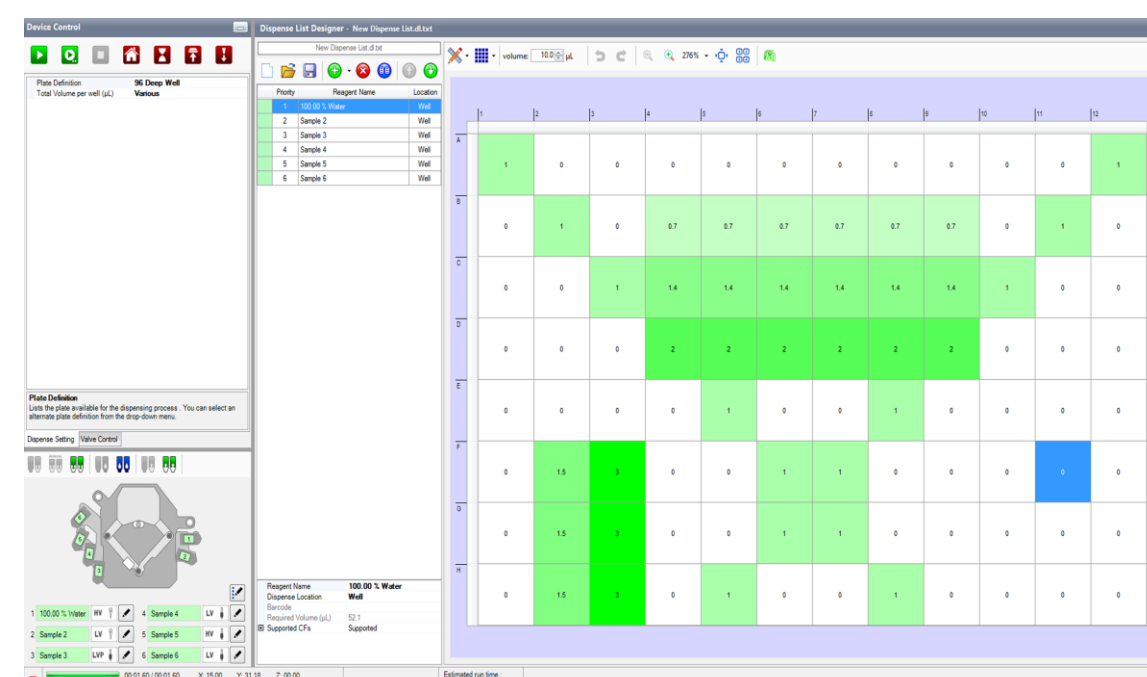 Device Control
Dispense List Designer - New Dispense List.dl.txt
New Dispense List.dl.txt
volume: 10.0 µL 276%
Plate Definition 96 Deep Well
Total Volume per well (µL) Various
Priority Reagent Name Location
1 100.00 % Water Well
2 Sample 2 Well
3 Sample 3 Well
4 Sample 4 Well
5 Sample 5 Well
6 Sample 6 Well
1 2 3 4 5 6 7 8 9 10 11 12
A 1 0 0 0 0 0 0 0 0 0 0 1
B 0 1 0 0.7 0.7 0.7 0.7 0.7 0.7 0 1 0
C 0 0 1 1.4 1.4 1.4 1.4 1.4 1.4 1 0 0
D 0 0 0 2 2 2 2 2 2 0 0 0
E 0 0 0 0 1 0 0 1 0 0 0 0
F 0 1.5 3 0 0 1 1 0 0 0 0 0
G 0 1.5 3 0 0 1 1 0 0 0 0 0
H 0 1.5 3 0 1 0 0 1 0 0 0 0
Plate Definition
Lists the plate available for the dispensing process . You can select an
alternate plate definition from the drop-down menu.
Dispense Setting Valve Control
6
5
4
3
1
2
1 100.00 % Water HV 4 Sample 4 LV
2 Sample 2 LV 5 Sample 5 HV
3 Sample 3 LVP 6 Sample 6 LV
Reagent Name 100.00 % Water
Dispense Location Well
Barcode
Required Volume (µL) 52.1
Supported CFs Supported
00:01.60 / 00:01.60 X: 15.00 Y: 31.18 Z: 00.00
Estimated run time :